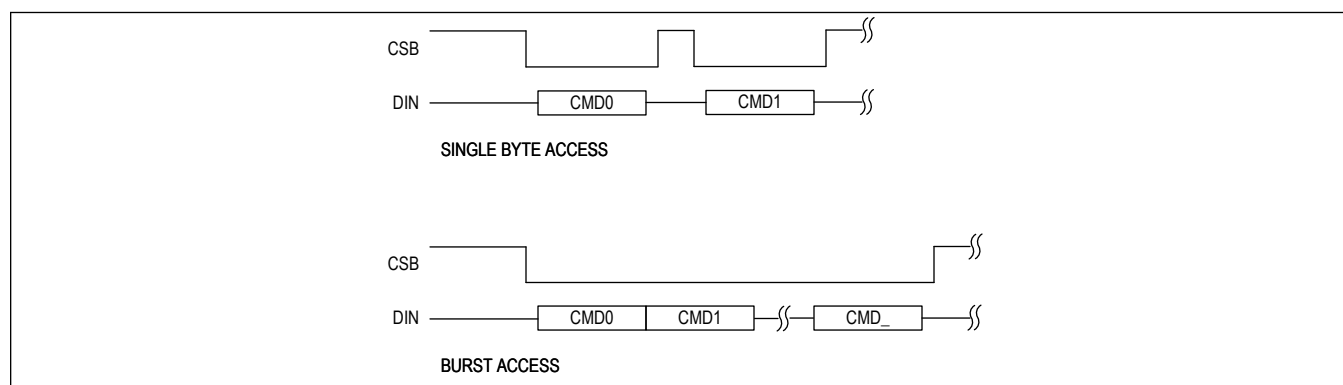 CSB
DIN CMD0 CMD1
SINGLE BYTE ACCESS
CSB
DIN CMD0 CMD1 CMD_
BURST ACCESS